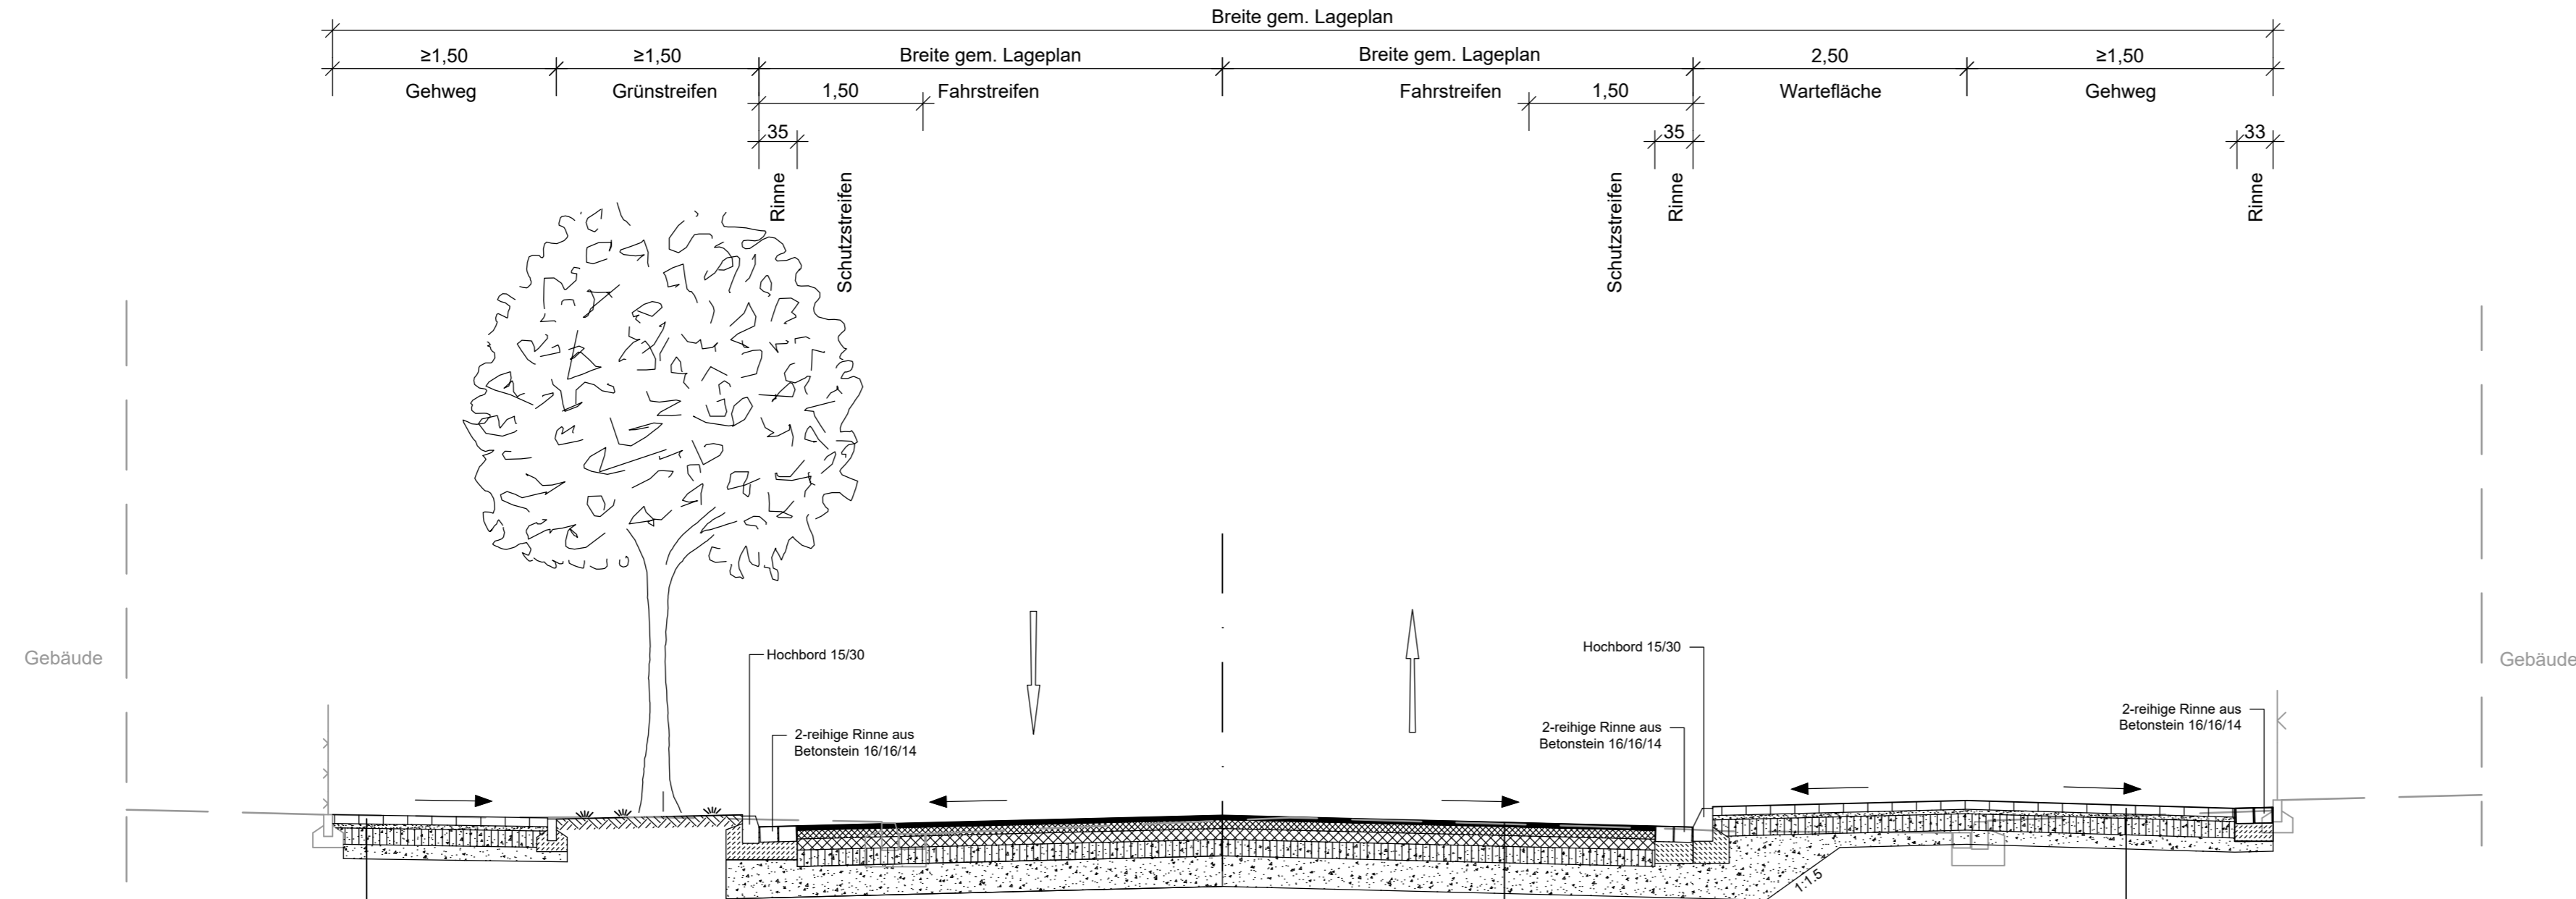 Breite gem. Lageplan
≥1,50 ≥1,50 Breite gem. Lageplan Breite gem. Lageplan 2,50 ≥1,50
Gehweg Grünstreifen 1,50 Fahrstreifen Fahrstreifen 1,50 Wartefläche Gehweg
35 35 33
Rinne Schutzstreifen Schutzstreifen Rinne Rinne
Gebäude
Hochbord 15/30
Hochbord 15/30
Gebäude
2-reihige Rinne aus
Betonstein 16/16/14
2-reihige Rinne aus
Betonstein 16/16/14
2-reihige Rinne aus
Betonstein 16/16/14
1:1.5